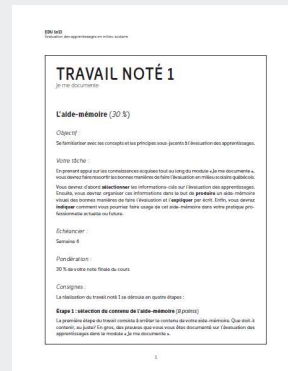 EDU 1013
Évaluation des apprentissages en milieu scolaire
TRAVAIL NOTÉ 1
Je me documente
L'aide-mémoire (30 %)
Objectif :
Se familiariser avec les concepts et les principes sous-jacents à l'évaluation des apprentissages.
Votre tâche :
En prenant appui sur les connaissances acquises tout au long du module « Je me documente »,
vous devrez faire ressortir les bonnes manières de faire l'évaluation en milieu scolaire québécois.
Vous devrez d'abord sélectionner les informations-clés sur l'évaluation des apprentissages.
Ensuite, vous devrez organiser ces informations dans le but de produire un aide-mémoire
visuel des bonnes manières de faire l'évaluation et l'expliquer par écrit. Enfin, vous devrez
indiquer comment vous pourriez faire usage de cet aide-mémoire dans votre pratique pro-
fessionnelle actuelle ou future.
Échéancier :
Semaine 4
Pondération :
30 % de votre note finale du cours
Consignes :
La réalisation du travail noté 1 se déroule en quatre étapes :
Étape 1 : sélection du contenu de l'aide-mémoire (8 points)
La première étape du travail consiste à arrêter le contenu de votre aide-mémoire. Que doit-il
contenir, au juste? En gros, des preuves que vous vous êtes documenté sur l'évaluation des
apprentissages dans le module « Je me documente ».
1